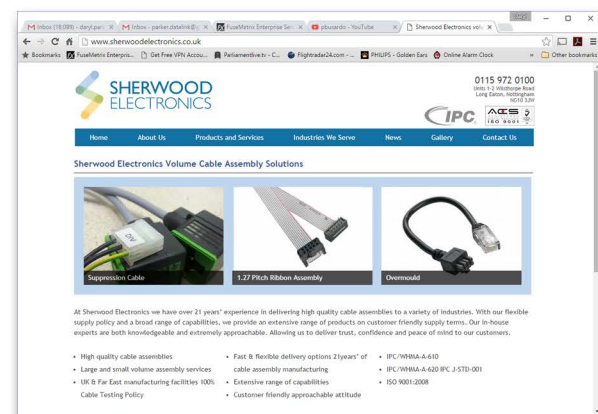 Inbox (18,099) - daryl.park
Inbox - parker.datalink@g
FuseMetrix Enterprise Ser
pbusardo - YouTube
Sherwood Electronics volu
www.sherwoodelectronics.co.uk
Bookmarks
FuseMetrix Enterpris...
Get Free VPN Accou...
Parliamentlive.tv - C...
Flightradar24.com - ...
PHILIPS - Golden Ears
Online Alarm Clock
»
Other bookmarks
SHERWOOD
ELECTRONICS
0115 972 0100
Units 1-2 Wilsthorpe Road
Long Eaton, Nottingham
NG10 3JW
IPC
ISO 9001
Home
About Us
Products and Services
Industries We Serve
News
Gallery
Contact Us
Sherwood Electronics Volume Cable Assembly Solutions
Suppression Cable
1.27 Pitch Ribbon Assembly
Overmould
At Sherwood Electronics we have over 21 years' experience in delivering high quality cable assemblies to a variety of industries. With our flexible
supply policy and a broad range of capabilities, we provide an extensive range of products on customer friendly supply terms. Our in-house
experts are both knowledgeable and extremely approachable. Allowing us to deliver trust, confidence and peace of mind to our customers.
• High quality cable assemblies
• Large and small volume assembly services
• UK & Far East manufacturing facilities 100%
Cable Testing Policy
• Fast & flexible delivery options 21years' of
cable assembly manufacturing
• Extensive range of capabilities
• Customer friendly approachable attitude
• IPC/WHMA-A-610
• IPC/WHMA-A-620 IPC J-STD-001
• ISO 9001:2008